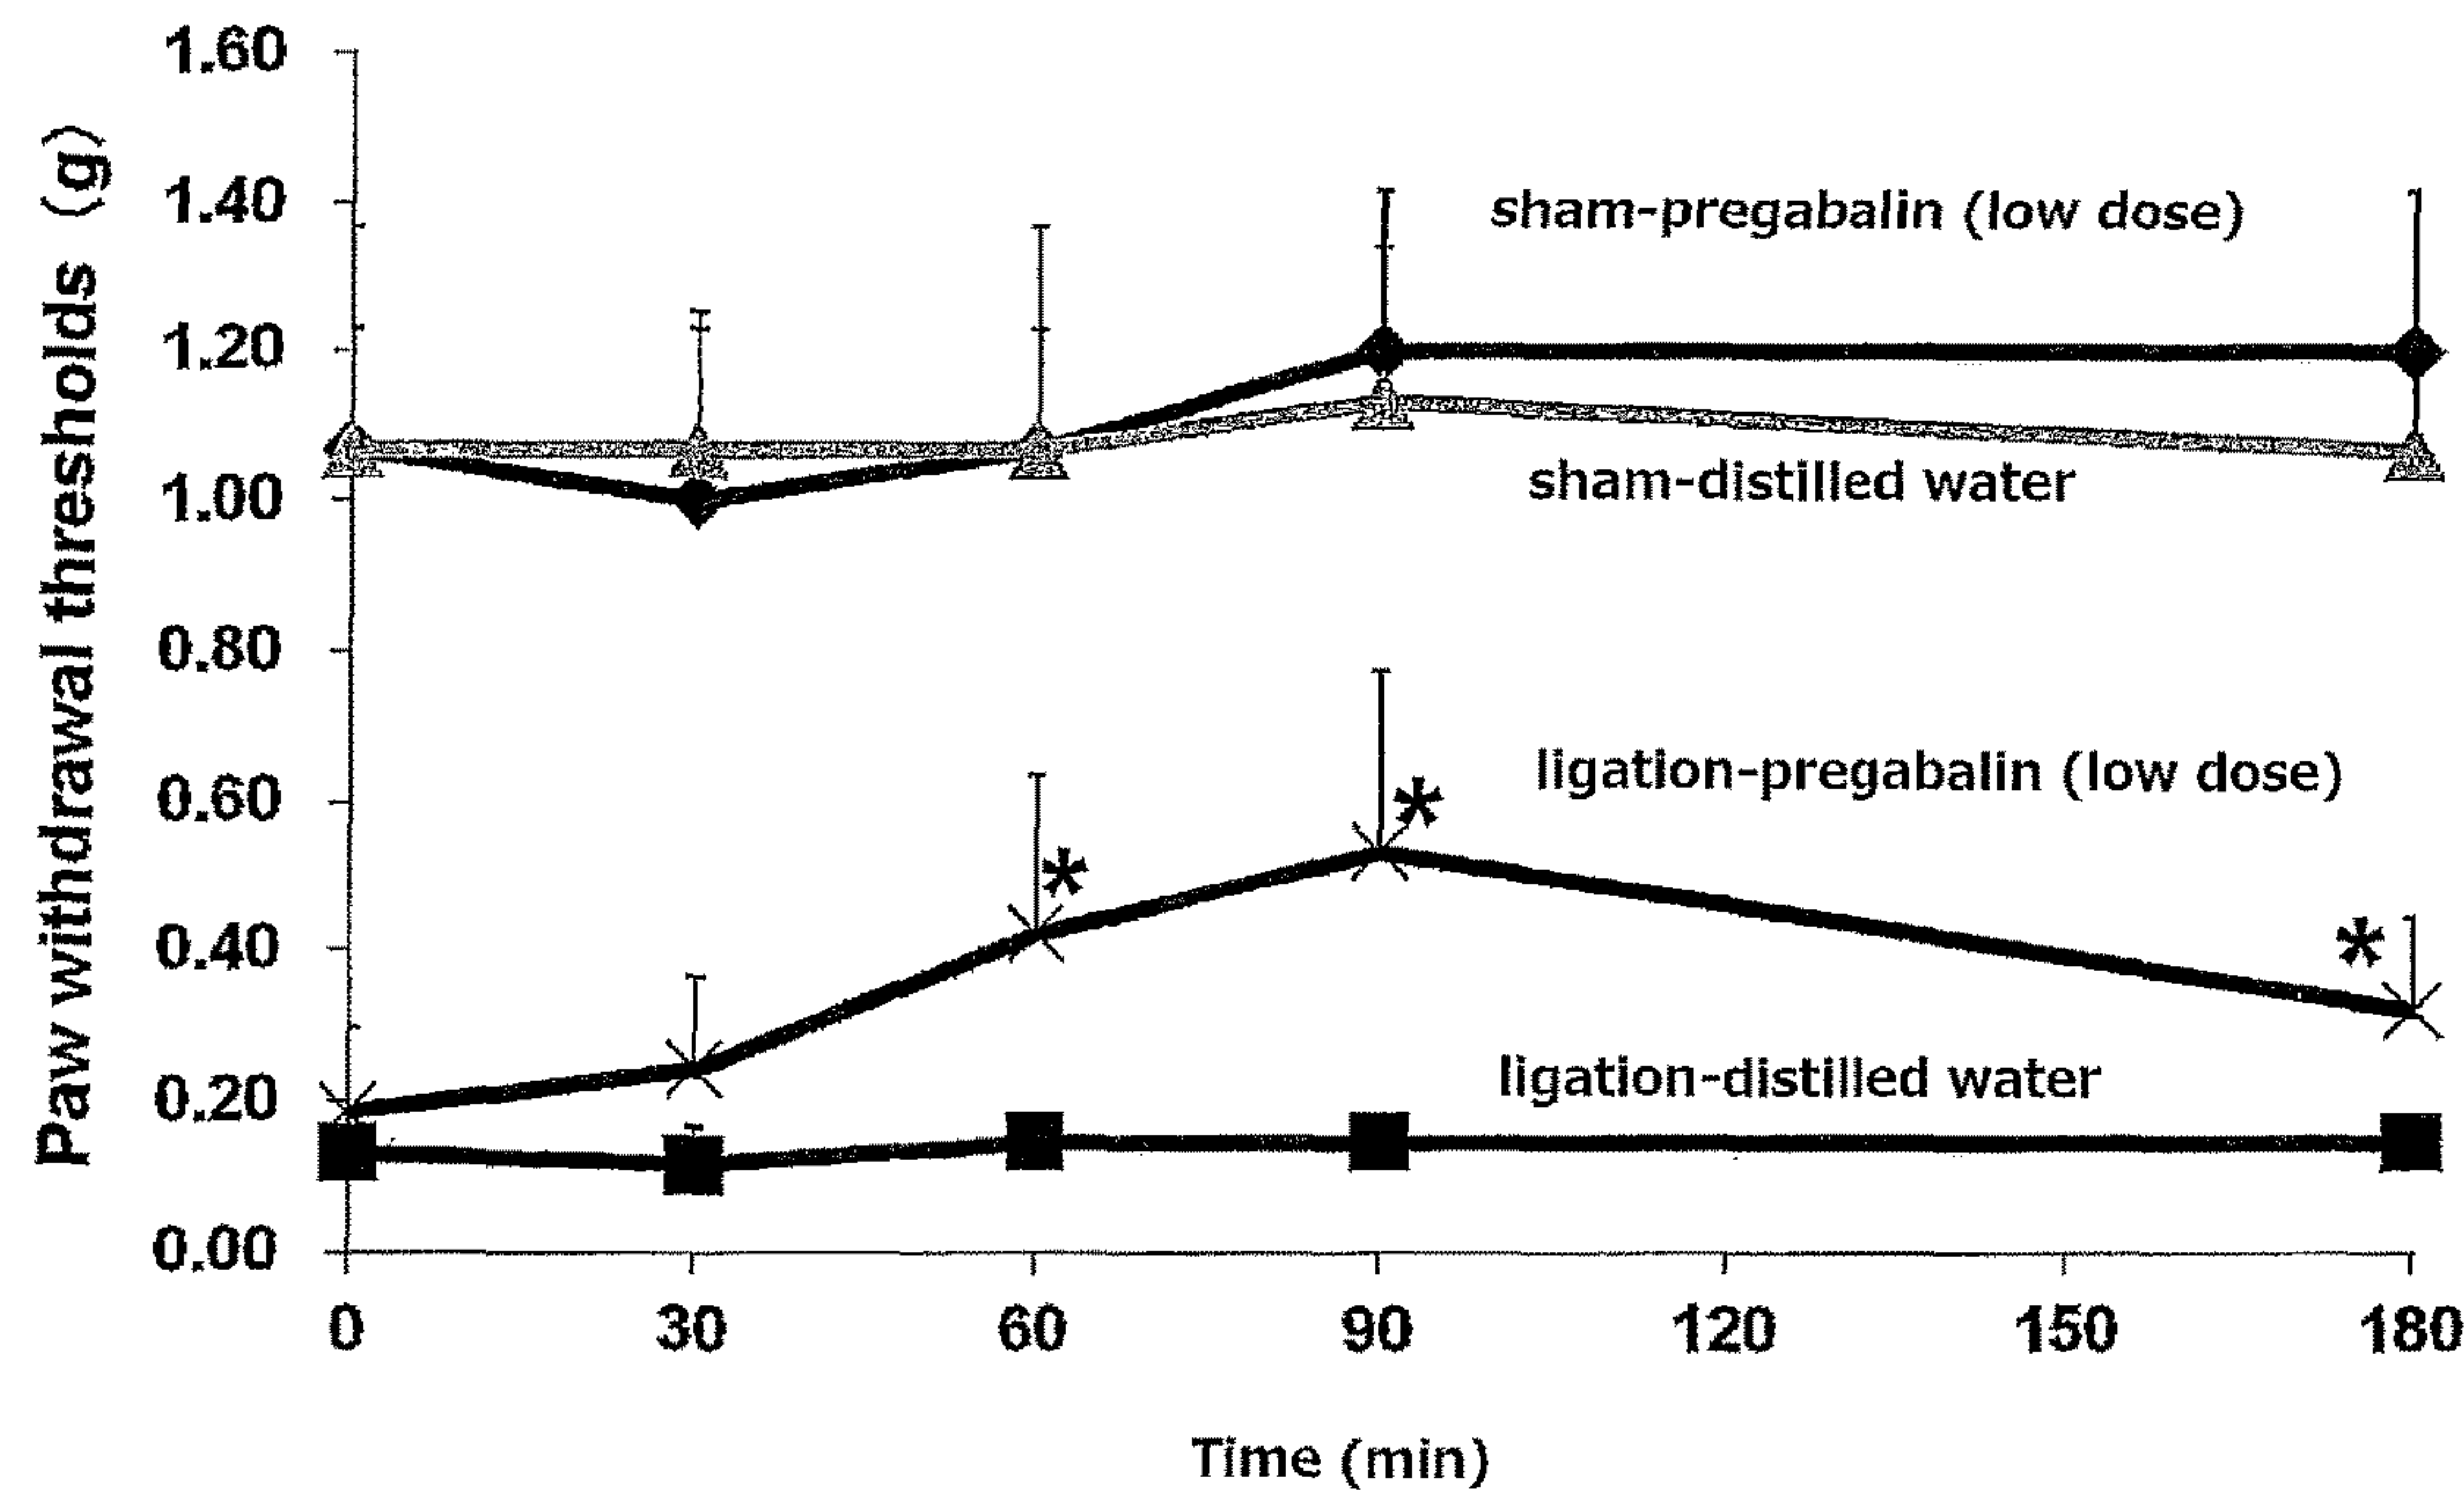 Paw withdrawal thresholds (g)
1.60
1.40
1.20
1.00
0.80
0.60
0.40
0.20
0.00
sham-pregabalin (low dose)
sham-distilled water
ligation-pregabalin (low dose)
*
*
*
ligation-distilled water
0 30 60 90 120 150 180
Time (min)